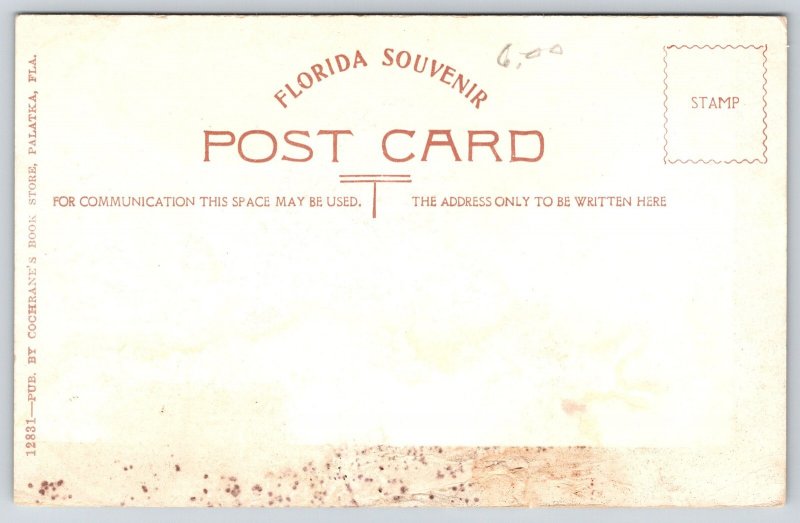 FLORIDA SOUVENIR
6.00
POST CARD
STAMP
FOR COMMUNICATION THIS SPACE MAY BE USED.
THE ADDRESS ONLY TO BE WRITTEN HERE
12831—PUB. BY COCHRANE'S BOOK STORE, PALATKA, FLA.